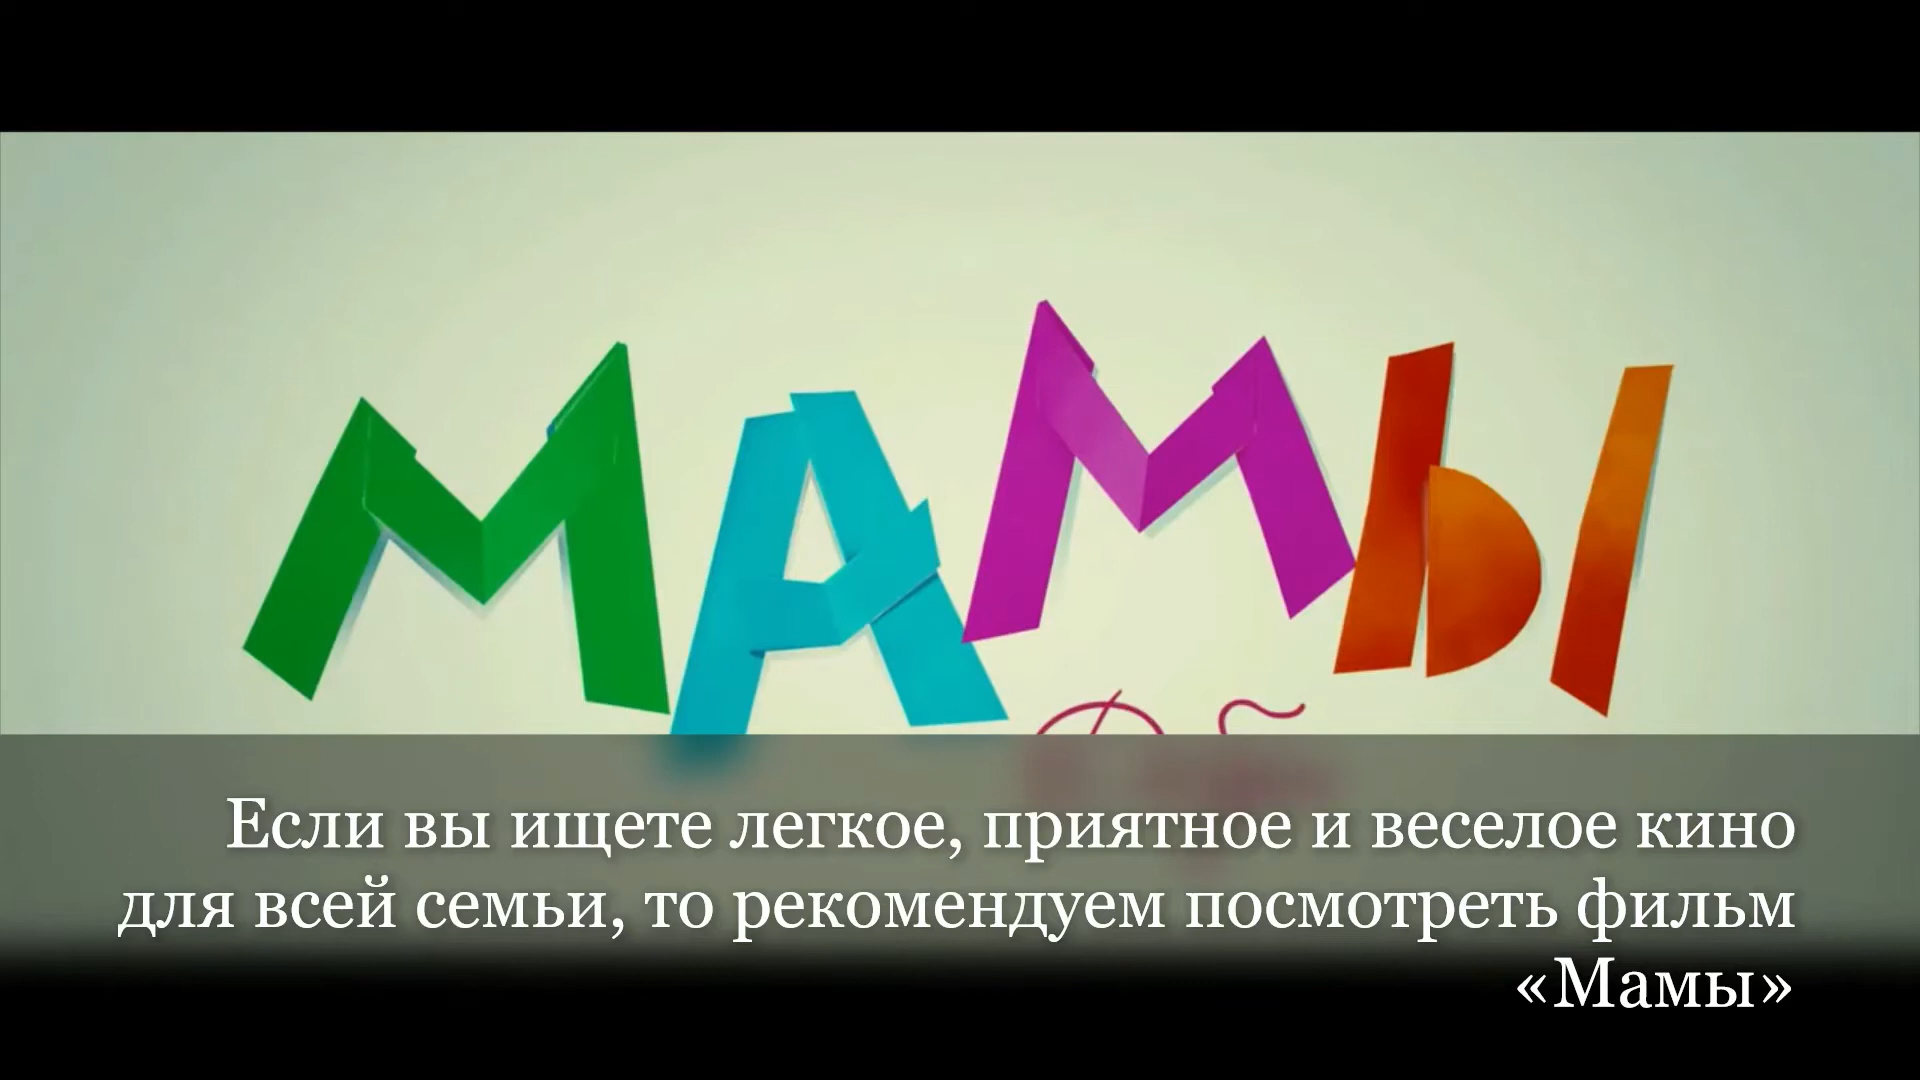 МАМЫ
Если вы ищете легкое, приятное и веселое кино
для всей семьи, то рекомендуем посмотреть фильм
«Мамы»